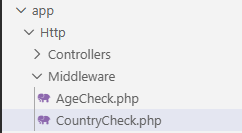 app
Http
Controllers
Middleware
AgeCheck.php
CountryCheck.php